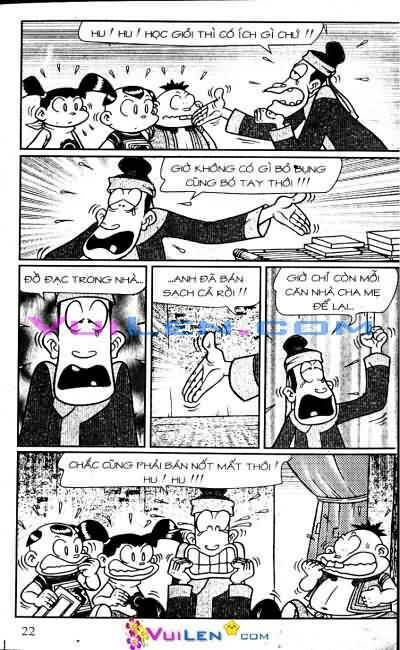 HU! HU! HỌC GIỎI THÌ CÓ ÍCH GÌ CHỨ!!
GIỜ KHÔNG CÓ GÌ BỎ BỤNG
CŨNG BÓ TAY THÔI!!!
ĐỒ ĐẠC TRONG NHÀ...
...ANH ĐÃ BÁN
SẠCH CẢ RỒI!!
GIỜ CHỈ CÒN MỖI
CĂN NHÀ CHA MẸ
ĐỂ LẠI...
VUILEN.COM
CHẮC CŨNG PHẢI BÁN NỐT MẤT THÔI!
HU! HU!!!
22
VUILEN.COM